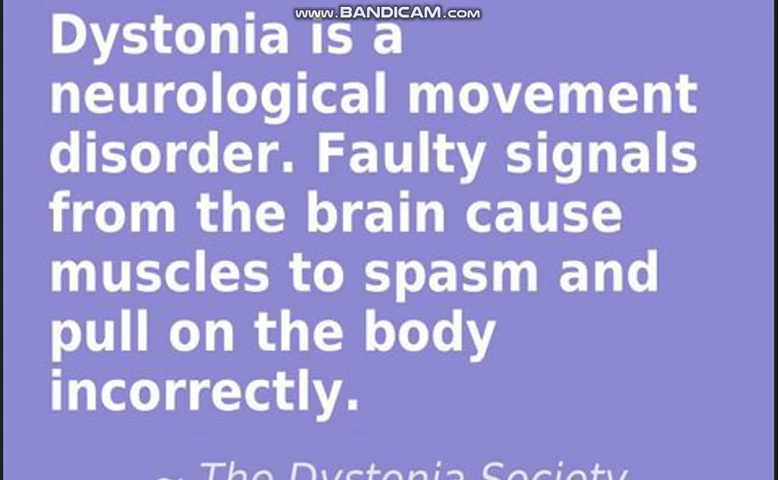 www.BANDICAM.com
Dystonia is a
neurological movement
disorder. Faulty signals
from the brain cause
muscles to spasm and
pull on the body
incorrectly.
~ The Dystonia Society